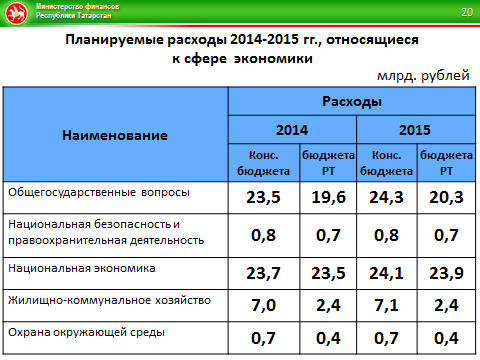 Министерство финансов
Республики Татарстан
20
Планируемые расходы 2014-2015 гг., относящиеся
к сфере экономики
млрд. рублей
Наименование
Расходы
2014 2015
Конс. бюджета бюджета РТ Конс. бюджета бюджета РТ
Общегосударственные вопросы 23,5 19,6 24,3 20,3
Национальная безопасность и
правоохранительная деятельность 0,8 0,7 0,8 0,7
Национальная экономика 23,7 23,5 24,1 23,9
Жилищно-коммунальное хозяйство 7,0 2,4 7,1 2,4
Охрана окружающей среды 0,7 0,4 0,7 0,4